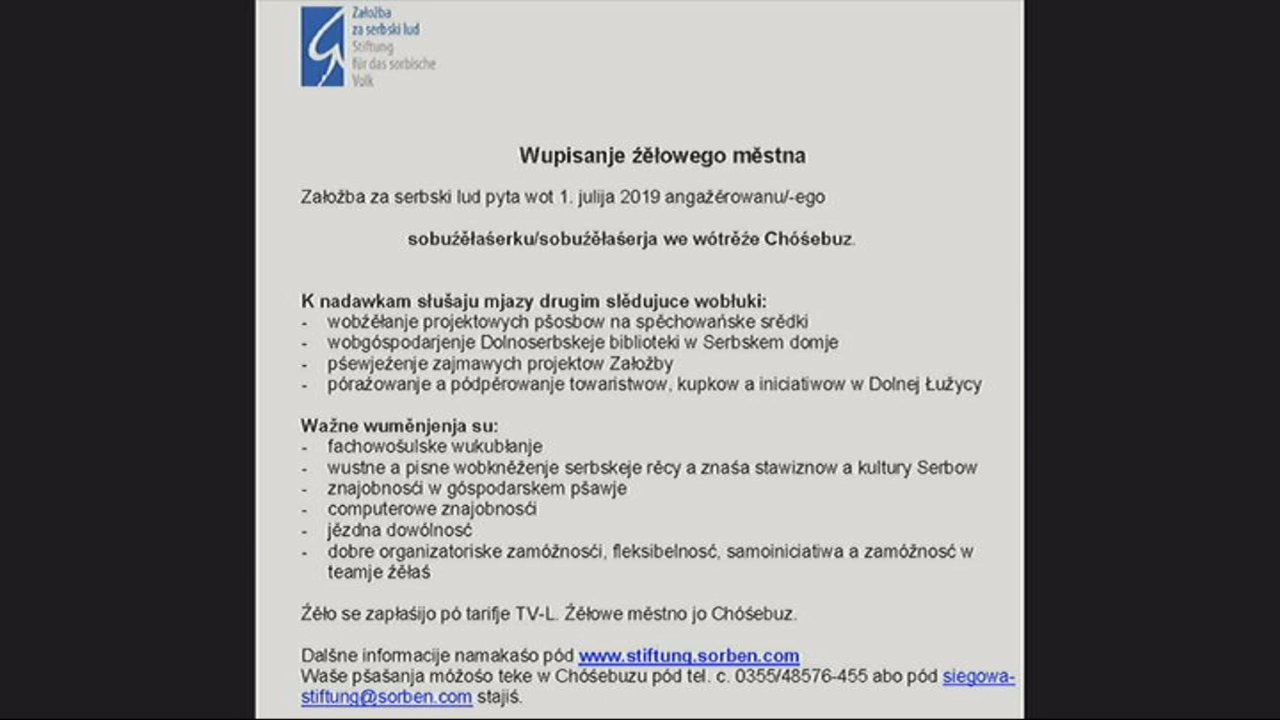 Załožba
za serbski lud
Stiftung
für das sorbische
Volk
Wupisanje źěłowego městna
Załožba za serbski lud pyta wót 1. julija 2019 angažěrowanu/-ego
sobuźěłaśerku/sobuźěłaśerja we wótrěźe Chóśebuz.
K nadawkam słušaju mjazy drugim slědujuce wobłuki:
- wobźěłanje projektowych pšosbow na spěchowańske srědki
- wobgóspodarjenje Dolnoserbskeje biblioteki w Serbskem domje
- pśewjeźenje zajmawych projektow Załožby
- póraźowanje a pódpěrowanje towaristwow, kupkow a iniciatiwow w Dolnej Łužycy
Ważne wuměnjenja su:
- fachowošulske wukubłanje
- wustne a pisne wobkněženje serbskeje rěcy a znaśa stawiznow a kultury Serbow
- znajobnosći w góspodarskem pšawje
- computerowe znajobnosći
- jězdna dowólnosć
- dobre organizatoriske zamóžnosći, fleksibelnosć, samoiniciatiwa a zamóžnosć w
teamje źěłaś
Źěło se zapłaśijo pó tarifje TV-L. Źěłowe městno jo Chóśebuz.
Dalšne informacije namakaśo pód www.stiftung.sorben.com
Waše pšašanja móžośo teke w Chóśebuzu pód tel. c. 0355/48576-455 abo pód siegowa-
stiftung@sorben.com stajiś.